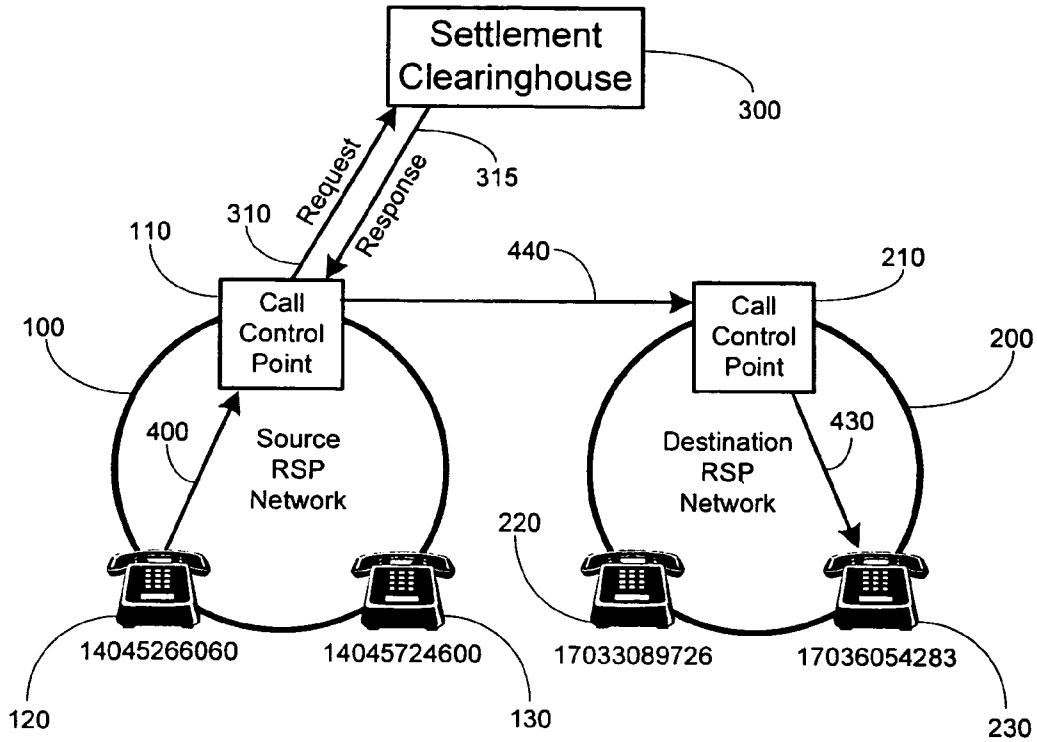 Settlement
Clearinghouse
300
Request
Response
315
310
110
440
210
Call
Control
Point
Call
Control
Point
100
200
400
Source
RSP
Network
Destination
RSP
Network
430
220
14045266060
14045724600
17033089726
17036054283
120
130
230